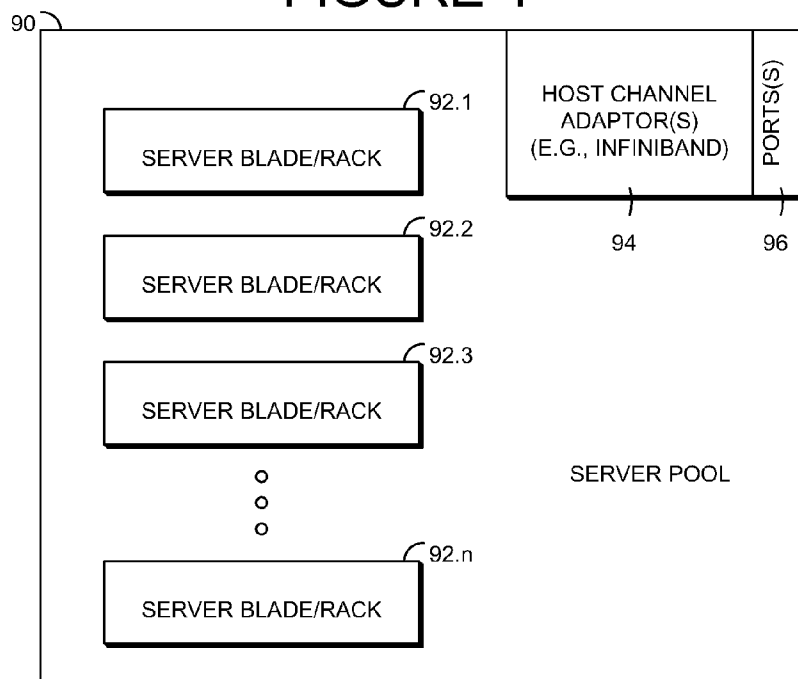 90
92.1
SERVER BLADE/RACK
92.2
SERVER BLADE/RACK
92.3
SERVER BLADE/RACK
92.n
SERVER BLADE/RACK
HOST CHANNEL
ADAPTOR(S)
(E.G., INFINIBAND)
PORTS(S)
94
96
SERVER POOL